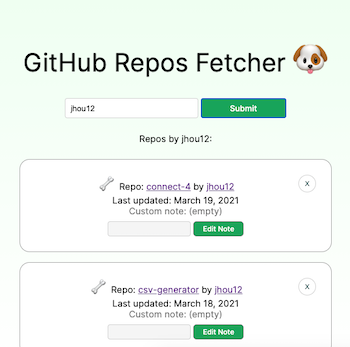 GitHub Repos Fetcher
jhou12
Submit
Repos by jhou12:
Repo: connect-4 by jhou12
X
Last updated: March 19, 2021
Custom note: (empty)
Edit Note
Repo: csv-generator by jhou12
X
Last updated: March 18, 2021
Custom note: (empty)
Edit Note